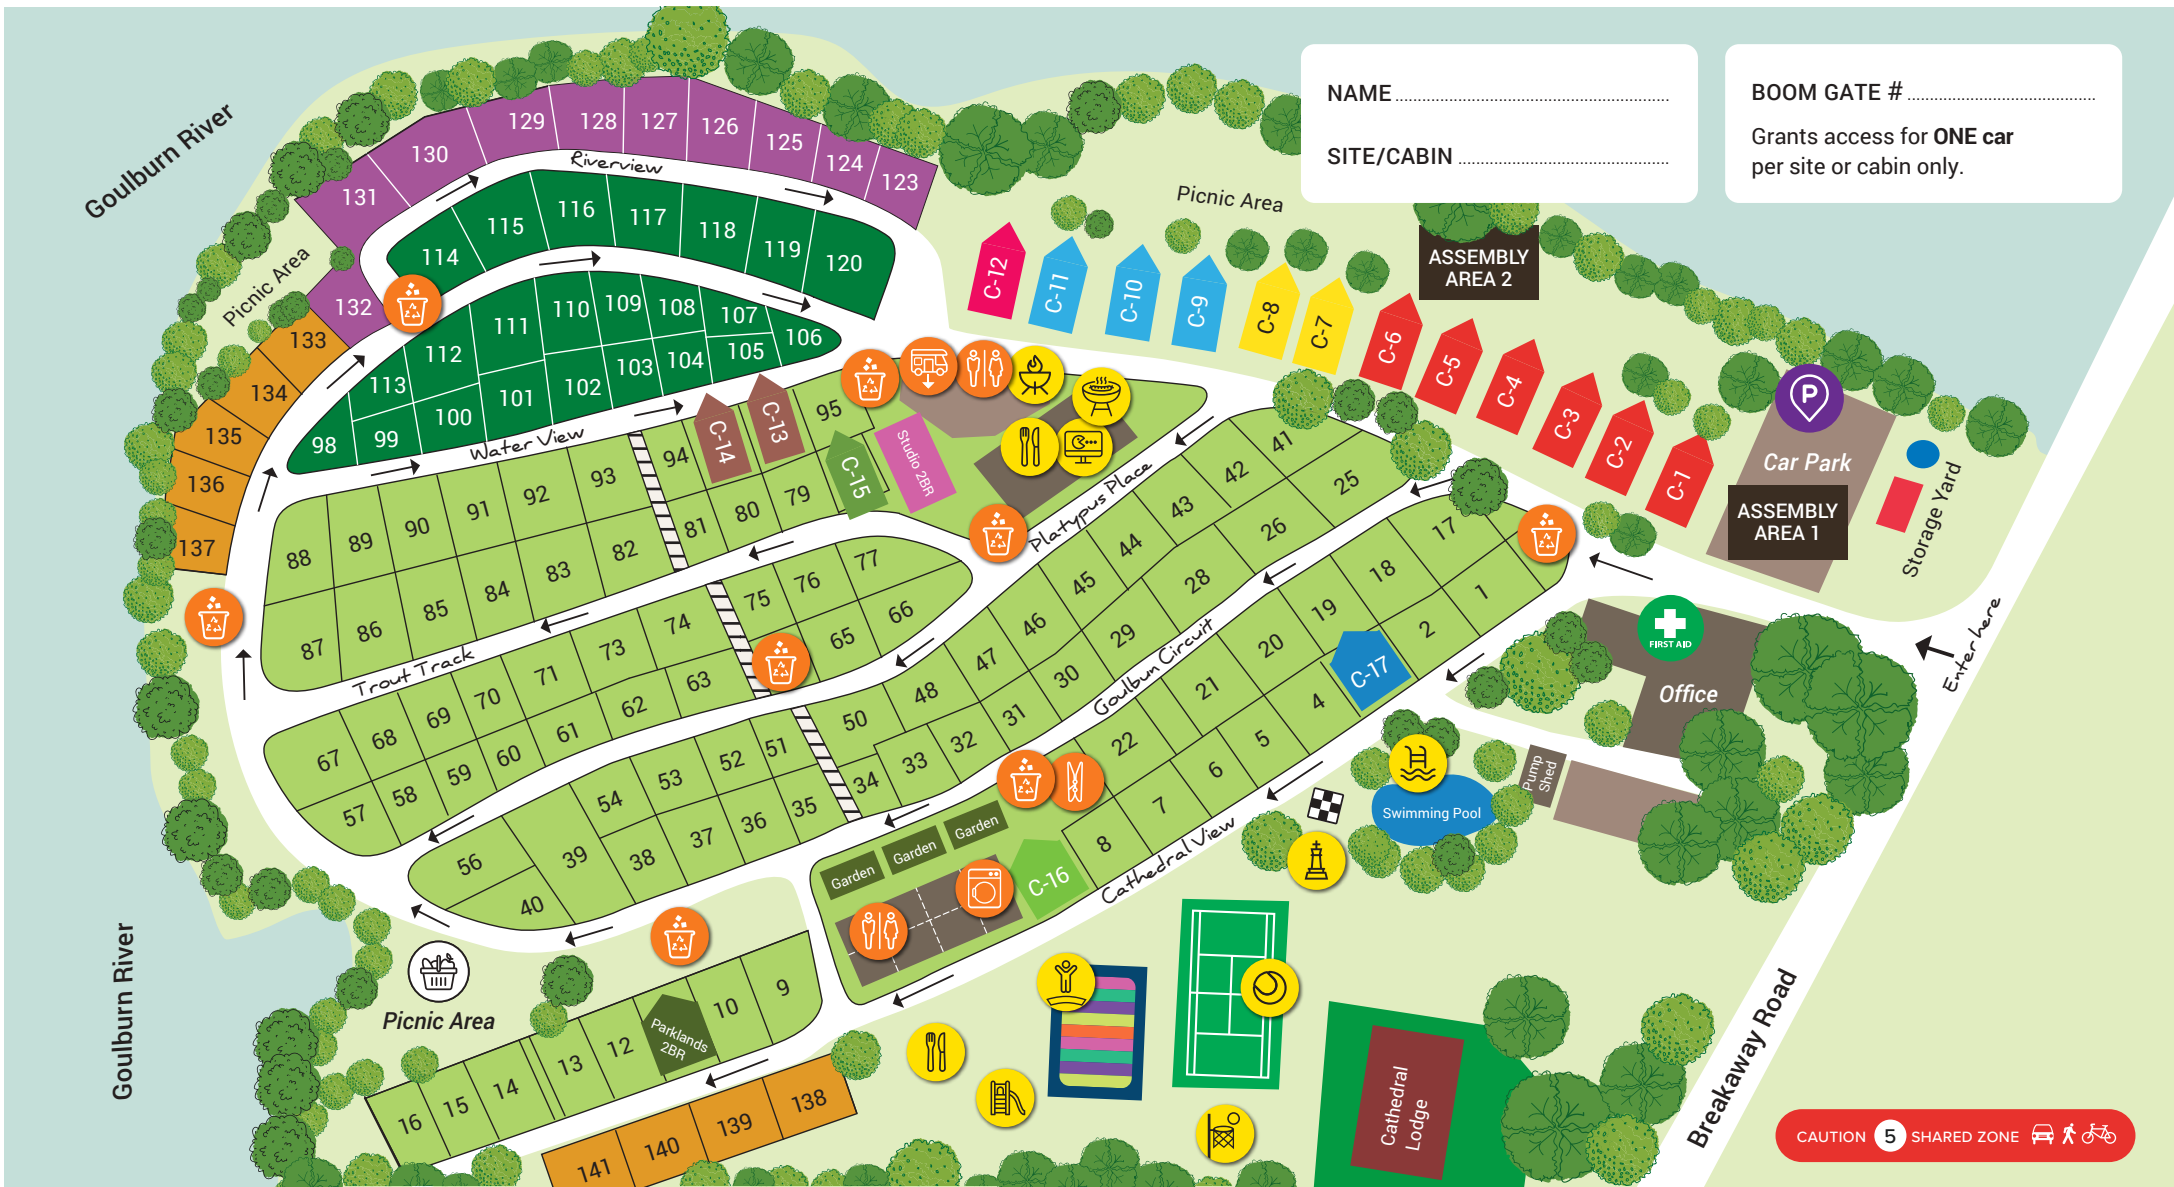 NAME
SITE/CABIN
BOOM GATE #
Grants access for ONE car
per site or cabin only.
Goulburn River
Goulburn River
Picnic Area
Picnic Area
Picnic Area
Riverview
Water View
Trout Track
Platypus Place
Goulbun Circuit
Cathedral View
Breakaway Road
Enter here
Storage Yard
Car Park
P
ASSEMBLY
AREA 1
ASSEMBLY
AREA 2
FIRST AID
Office
Pump
Shed
Swimming Pool
Cathedral
Lodge
Garden
Garden
Garden
Studio 2BR
Parklands
2BR
129
128
127
126
125
124
123
130
131
132
133
134
135
136
137
114
115
116
117
118
119
120
113
112
111
110
109
108
107
106
98
99
100
101
102
103
104
105
C-12
C-11
C-10
C-9
C-8
C-7
C-6
C-5
C-4
C-3
C-2
C-1
C-14
C-13
C-15
C-17
C-16
88
89
90
91
92
93
94
95
87
86
85
84
83
82
81
80
79
67
68
69
70
71
73
74
75
76
77
57
58
59
60
61
62
63
65
66
56
40
39
54
53
52
51
38
37
36
35
50
48
47
46
45
44
43
42
41
34
33
32
31
30
29
28
26
25
22
21
20
19
18
17
8
7
6
5
4
2
1
16
15
14
13
12
10
9
141
140
139
138
CAUTION 5 SHARED ZONE